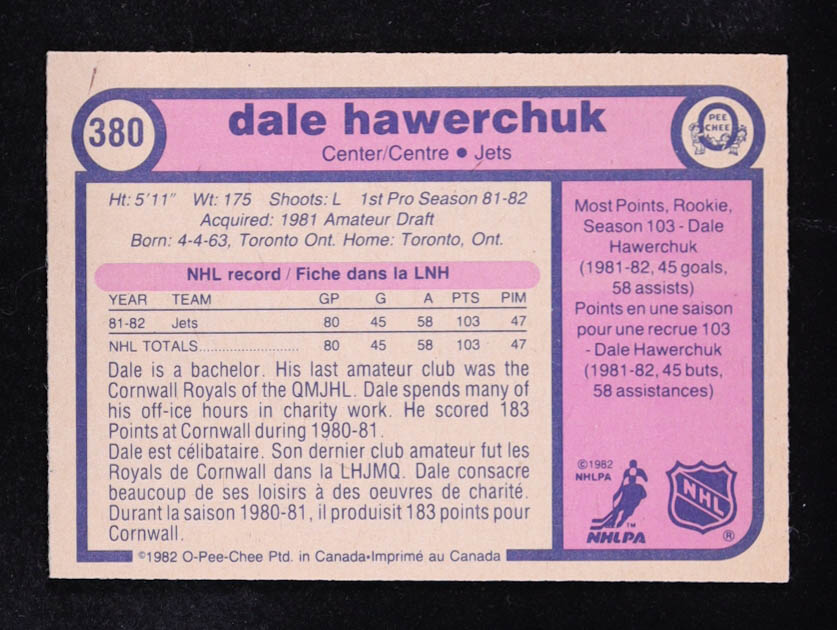 380
dale hawerchuk
O
PEE
CHEE
Center/Centre • Jets
Ht: 5'11" Wt: 175 Shoots: L 1st Pro Season 81-82
Acquired: 1981 Amateur Draft
Born: 4-4-63, Toronto Ont. Home: Toronto, Ont.
NHL record / Fiche dans la LNH
YEAR TEAM GP G A PTS PIM
81-82 Jets 80 45 58 103 47
NHL TOTALS........................... 80 45 58 103 47
Dale is a bachelor. His last amateur club was the
Cornwall Royals of the QMJHL. Dale spends many of
his off-ice hours in charity work. He scored 183
Points at Cornwall during 1980-81.
Dale est célibataire. Son dernier club amateur fut les
Royals de Cornwall dans la LHJMQ. Dale consacre
beaucoup de ses loisirs à des oeuvres de charité.
Durant la saison 1980-81, il produisit 183 points pour
Cornwall.
Most Points, Rookie,
Season 103 - Dale
Hawerchuk
(1981-82, 45 goals,
58 assists)
Points en une saison
pour une recrue 103
- Dale Hawerchuk
(1981-82, 45 buts,
58 assistances)
©1982
NHLPA
TM
NHLPA
NHL
®
©1982 O-Pee-Chee Ptd. in Canada•Imprimé au Canada